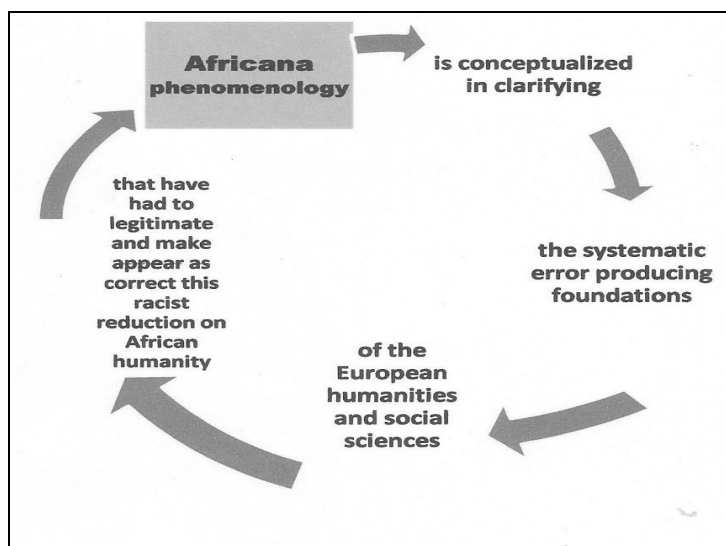 Africana
phenomenology
is conceptualized
in clarifying
the systematic
error producing
foundations
of the
European
humanities
and social
sciences
that have
had to
legitimate
and make
appear as
correct this
racist
reduction on
African
humanity